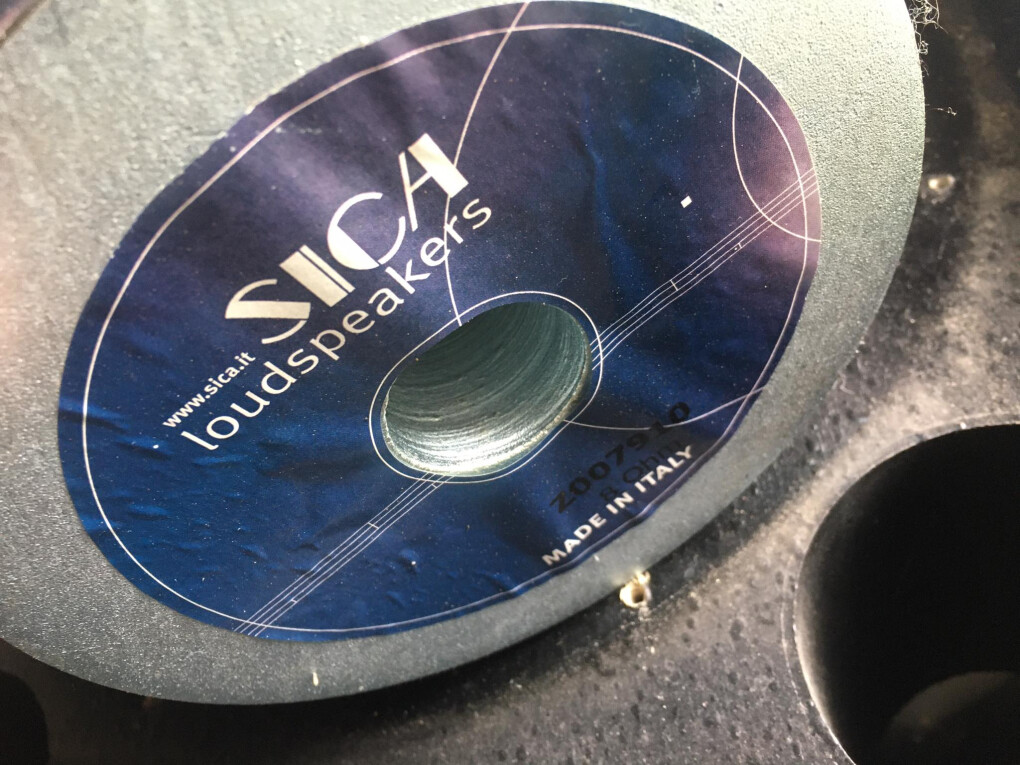 SICA
loudspeakers
www.sica.it
Z007910
8 Ohm
MADE IN ITALY